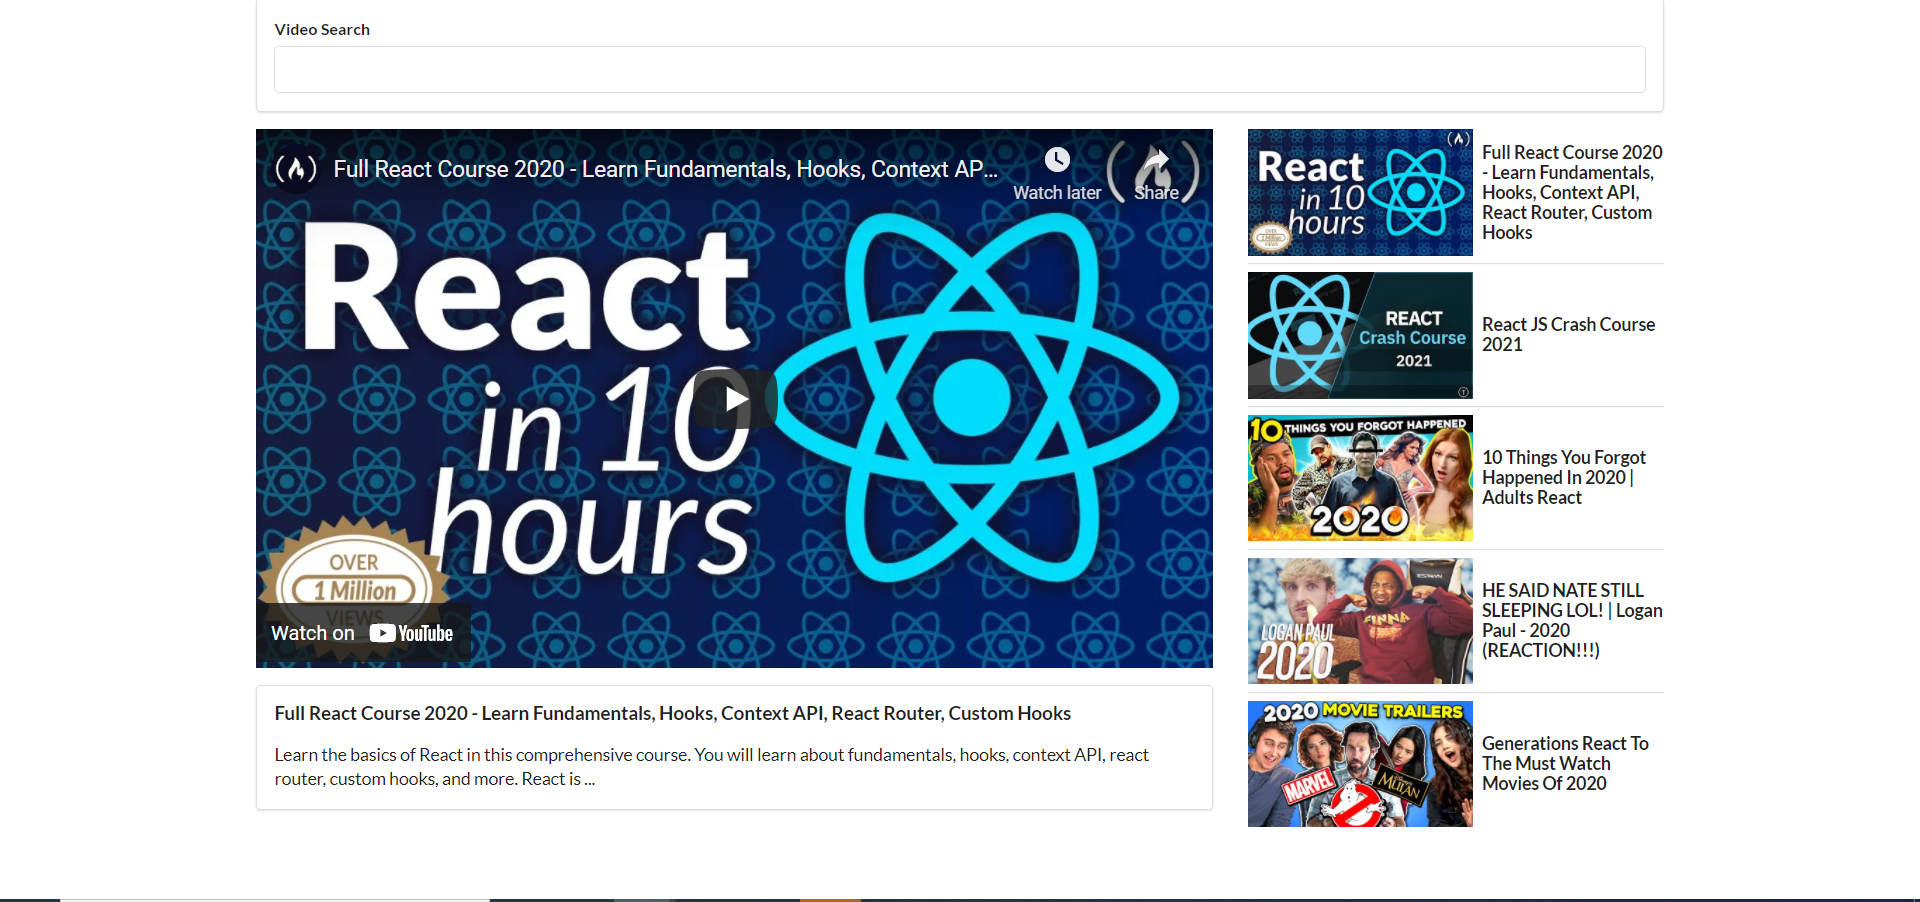 Video Search
Full React Course 2020 - Learn Fundamentals, Hooks, Context AP...
Watch later
Share
React
in 10
hours
OVER
1 Million
VIEWS
Watch on YouTube
Full React Course 2020 - Learn Fundamentals, Hooks, Context API, React Router, Custom Hooks
Learn the basics of React in this comprehensive course. You will learn about fundamentals, hooks, context API, react
router, custom hooks, and more. React is ...
React
in 10
hours
OVER
1 Million
VIEWS
Full React Course 2020
- Learn Fundamentals,
Hooks, Context API,
React Router, Custom
Hooks
REACT
Crash Course
2021
React JS Crash Course
2021
10 THINGS YOU FORGOT HAPPENED
2020
10 Things You Forgot
Happened In 2020 |
Adults React
LOGAN PAUL
2020
FINNA
HE SAID NATE STILL
SLEEPING LOL! | Logan
Paul - 2020
(REACTION!!!)
2020 MOVIE TRAILERS
MARVEL
MULAN
Generations React To
The Must Watch
Movies Of 2020